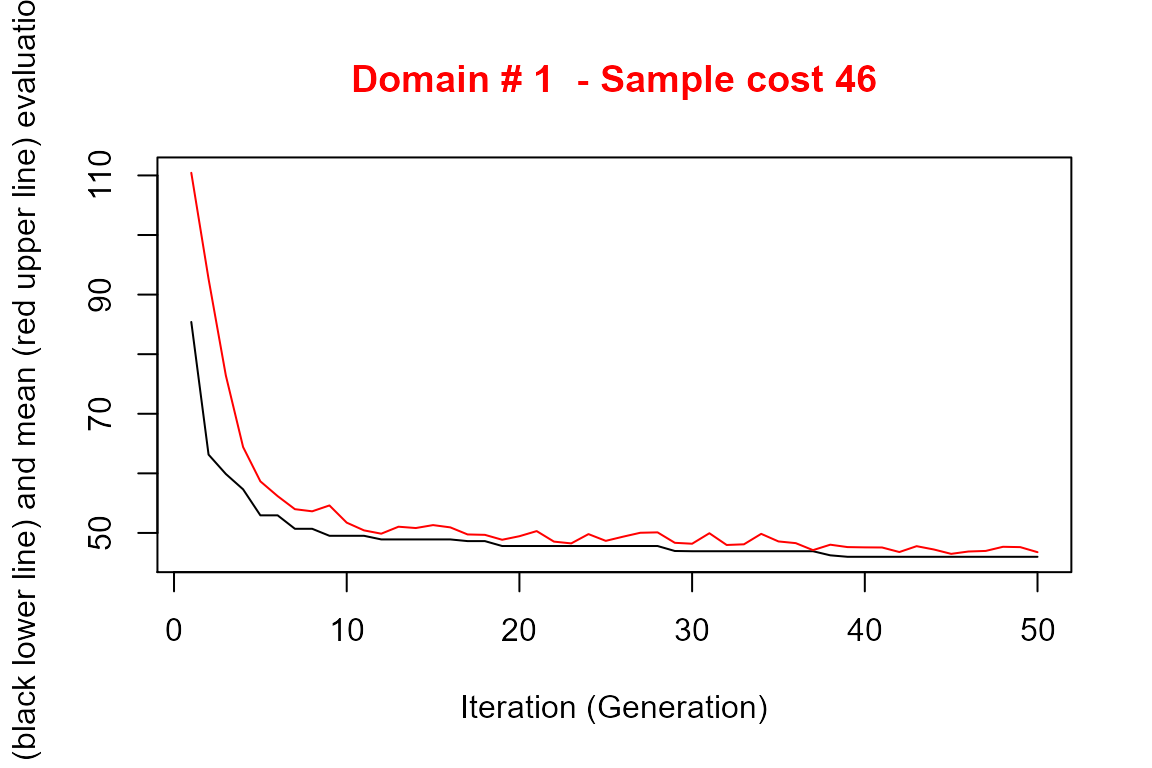 Domain # 1  - Sample cost 46
(black lower line) and mean (red upper line) evaluatio
110
90
70
50
0 10 20 30 40 50
Iteration (Generation)